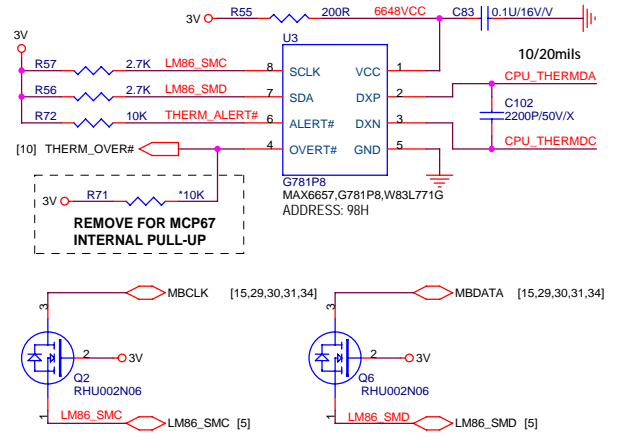 3V R55 200R 6648VCC C83 0.1U/16V/V
3V
U3
10/20mils
R57 2.7K LM86_SMC 8 SCLK VCC 1
CPU_THERMDA
R56 2.7K LM86_SMD 7 SDA DXP 2
C102
2200P/50V/X
R72 10K THERM_ALERT# 6 ALERT# DXN 3
CPU_THERMDC
[10] THERM_OVER# 4 OVERT# GND 5
G781P8
MAX6657,G781P8,W83L771G
ADDRESS: 98H
3V R71 *10K
REMOVE FOR MCP67
INTERNAL PULL-UP
MBCLK [15,29,30,31,34]
3
2 3V
Q2
RHU002N06
1
LM86_SMC LM86_SMC [5]
MBDATA [15,29,30,31,34]
3
2 3V
Q6
RHU002N06
1
LM86_SMD LM86_SMD [5]